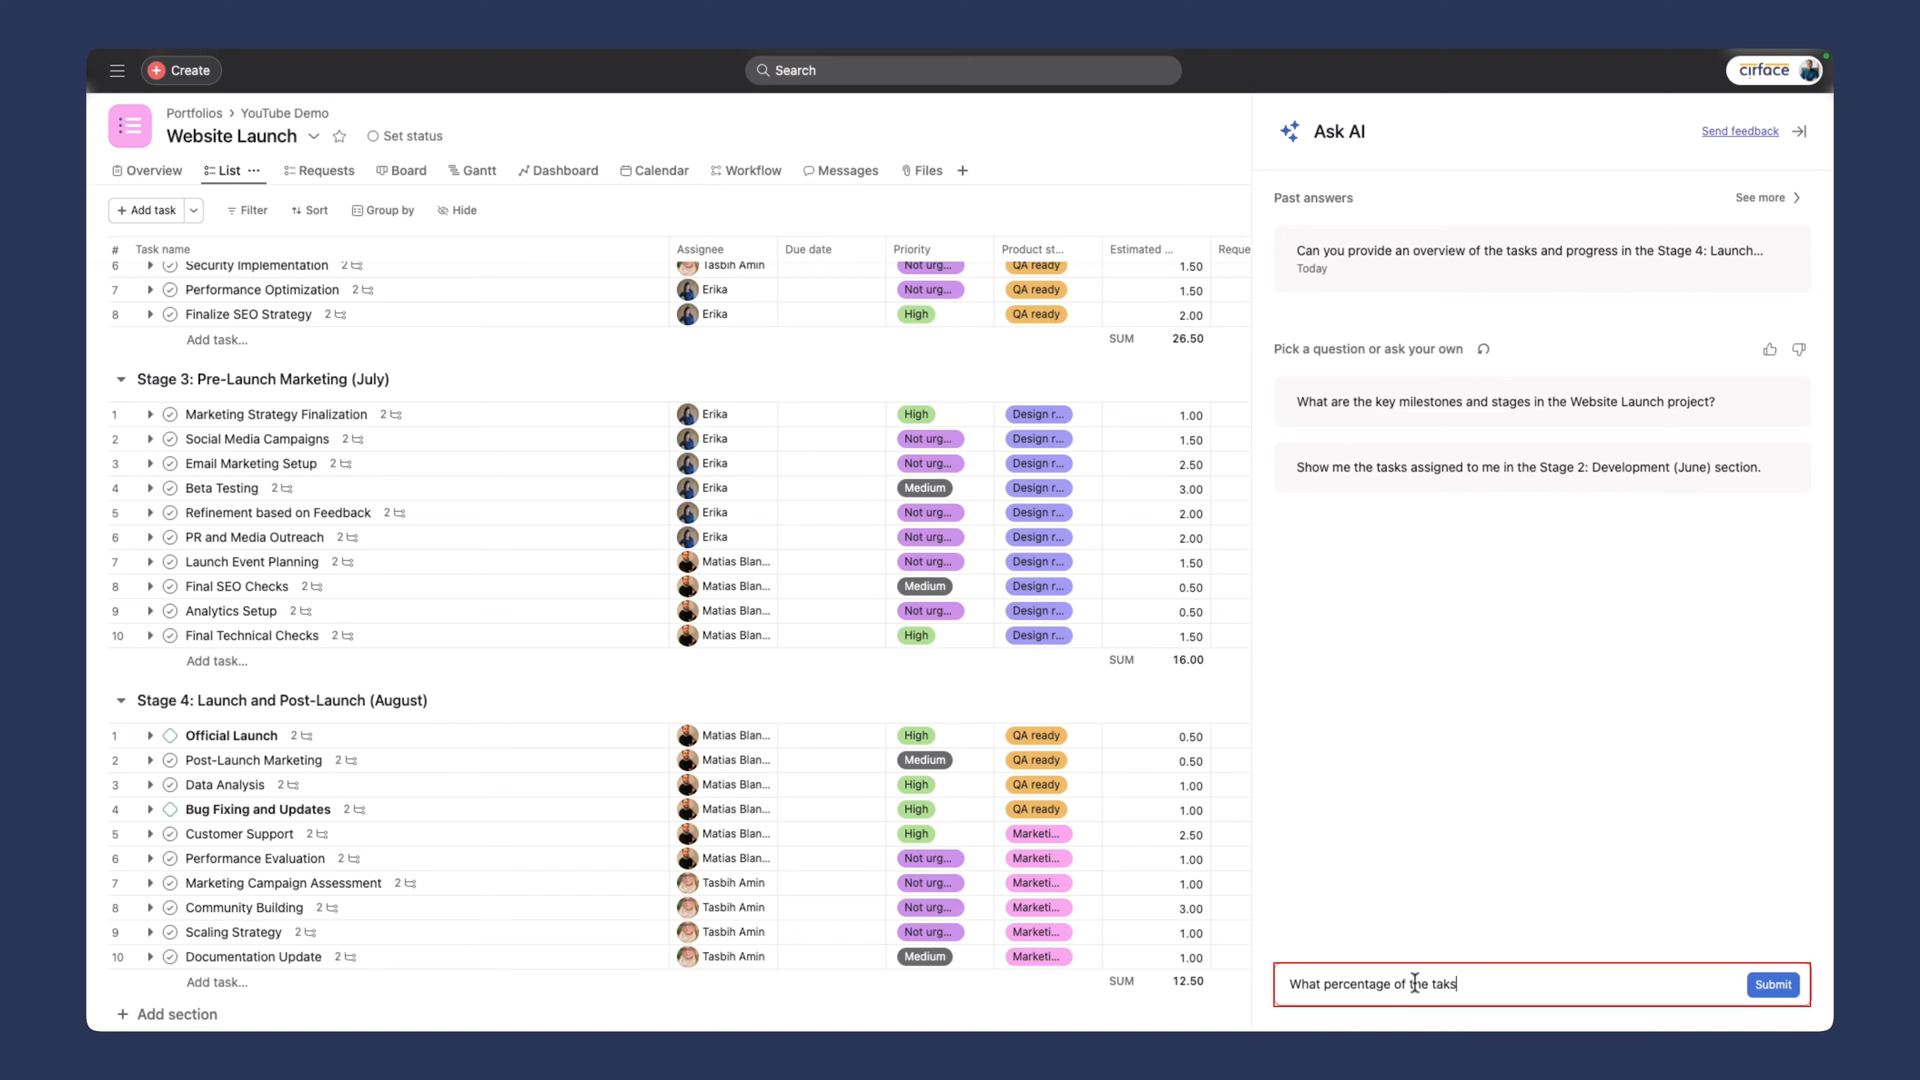 Create
Search
cirface
Portfolios > YouTube Demo
Website Launch
Set status
Overview
List
Requests
Board
Gantt
Dashboard
Calendar
Workflow
Messages
Files
Add task
Filter
Sort
Group by
Hide
# Task name Assignee Due date Priority Product st... Estimated ... Reque
6 Security Implementation 2 Tasbih Amin Not urg... QA ready 1.50
7 Performance Optimization 2 Erika Not urg... QA ready 1.50
8 Finalize SEO Strategy 2 Erika High QA ready 2.00
Add task... SUM 26.50
Stage 3: Pre-Launch Marketing (July)
1 Marketing Strategy Finalization 2 Erika High Design r... 1.00
2 Social Media Campaigns 2 Erika Not urg... Design r... 1.50
3 Email Marketing Setup 2 Erika Not urg... Design r... 2.50
4 Beta Testing 2 Erika Medium Design r... 3.00
5 Refinement based on Feedback 2 Erika Not urg... Design r... 2.00
6 PR and Media Outreach 2 Erika Not urg... Design r... 2.00
7 Launch Event Planning 2 Matias Blan... Not urg... Design r... 1.50
8 Final SEO Checks 2 Matias Blan... Medium Design r... 0.50
9 Analytics Setup 2 Matias Blan... Not urg... Design r... 0.50
10 Final Technical Checks 2 Matias Blan... High Design r... 1.50
Add task... SUM 16.00
Stage 4: Launch and Post-Launch (August)
1 Official Launch 2 Matias Blan... High QA ready 0.50
2 Post-Launch Marketing 2 Matias Blan... Medium QA ready 0.50
3 Data Analysis 2 Matias Blan... High QA ready 1.00
4 Bug Fixing and Updates 2 Matias Blan... High QA ready 1.00
5 Customer Support 2 Matias Blan... High Marketi... 2.50
6 Performance Evaluation 2 Matias Blan... Not urg... Marketi... 1.00
7 Marketing Campaign Assessment 2 Tasbih Amin Not urg... Marketi... 1.00
8 Community Building 2 Tasbih Amin Not urg... Marketi... 3.00
9 Scaling Strategy 2 Tasbih Amin Not urg... Marketi... 1.00
10 Documentation Update 2 Tasbih Amin Medium Marketi... 1.00
Add task... SUM 12.50
Add section
Ask AI
Send feedback
Past answers
See more >
Can you provide an overview of the tasks and progress in the Stage 4: Launch...
Today
Pick a question or ask your own
What are the key milestones and stages in the Website Launch project?
Show me the tasks assigned to me in the Stage 2: Development (June) section.
What percentage of the taks
Submit